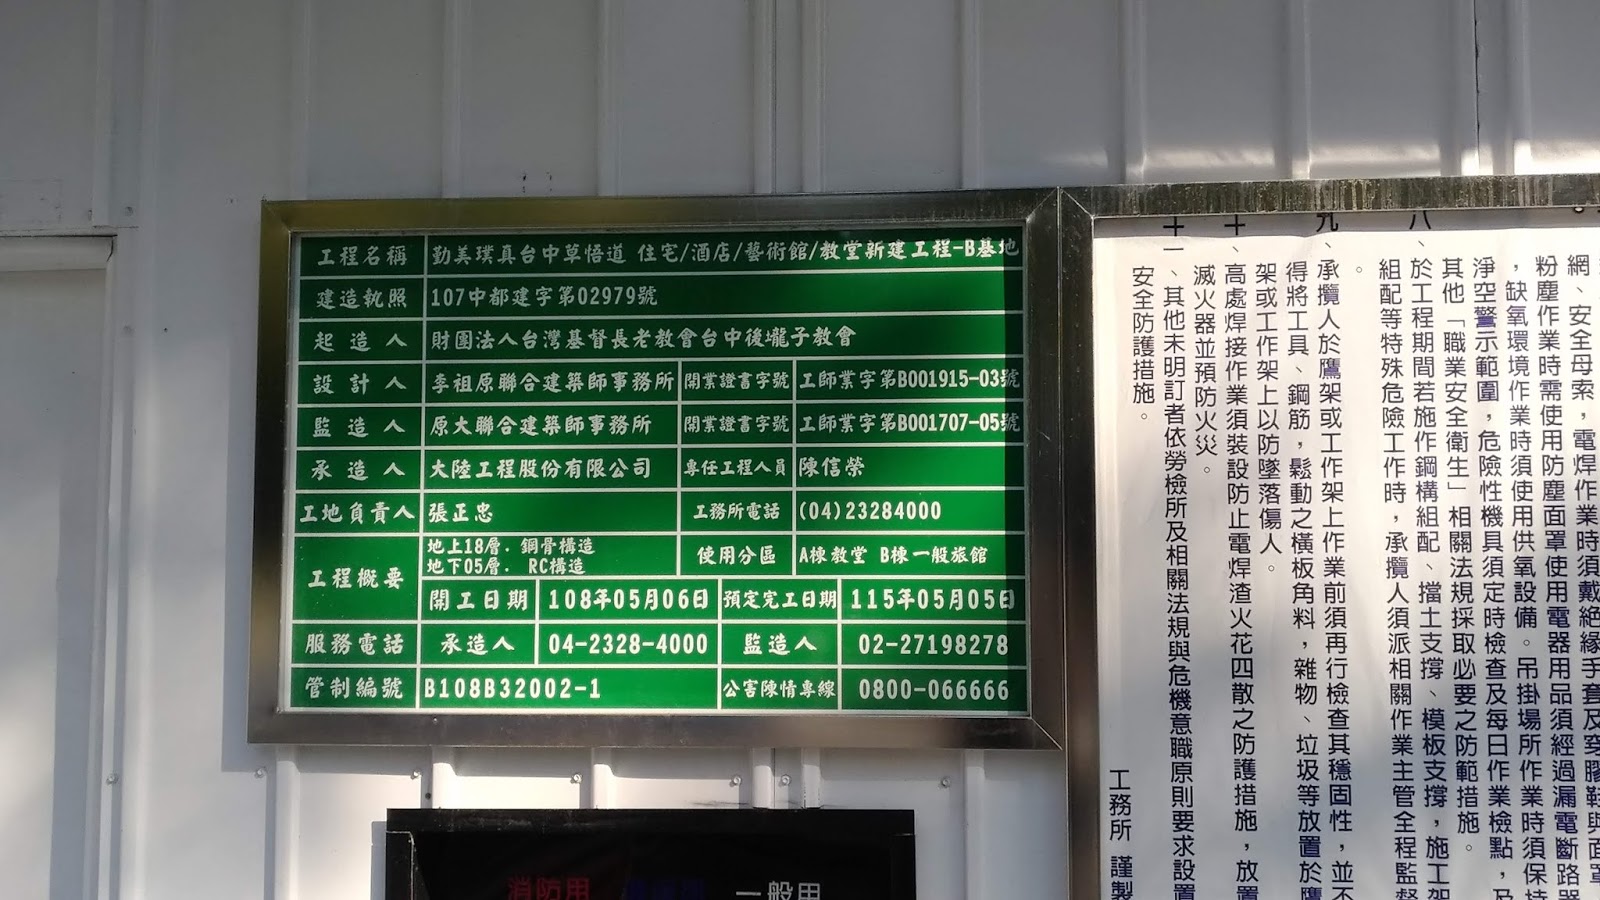 工程名稱 勤美璞真台中草悟道 住宅/酒店/藝術館/教堂新建工程-B基地
建造執照 107中都建字第02979號
起造人 財團法人台灣基督長老教會台中後壠子教會
設計人 李祖原聯合建築師事務所 開業證書字號 工師業字第B001915-03號
監造人 原大聯合建築師事務所 開業證書字號 工師業字第B001707-05號
承造人 大陸工程股份有限公司 專任工程人員 陳信榮
工地負責人 張正忠 工務所電話 (04)23284000
工程概要 地上18層．鋼骨構造
地下05層． RC構造
使用分區 A棟教堂 B棟一般旅館
開工日期 108年05月06日 預定完工日期 115年05月05日
服務電話 承造人 04-2328-4000 監造人 02-27198278
管制編號 B108B32002-1 公害陳情專線 0800-066666
網、安全母索，電焊作業時須戴絕緣手套及穿膠鞋與面罩
粉塵作業時需使用防塵面罩使用電器用品須經過漏電斷路器
，缺氧環境作業時須使用供氧設備。吊掛場所作業時須保持
淨空警示範圍，危險性機具須定時檢查及每日作業檢點，及
其他「職業安全衛生」相關法規採取必要之防範措施。
八、於工程期間若施作鋼構組配、擋土支撐、模板支撐，施工架
組配等特殊危險工作時，承攬人須派相關作業主管全程監督
。
九、承攬人於鷹架或工作架上作業前須再行檢查其穩固性，並不
得將工具、鋼筋，鬆動之橫板角料，雜物、垃圾等放置於鷹
架或工作架上以防墜落傷人。
十、高處焊接作業須裝設防止電焊渣火花四散之防護措施，放置
滅火器並預防火災。
十一、其他未明訂者依勞檢所及相關法規與危機意職原則要求設置
安全防護措施。
工務所 謹製
消防用
一般用